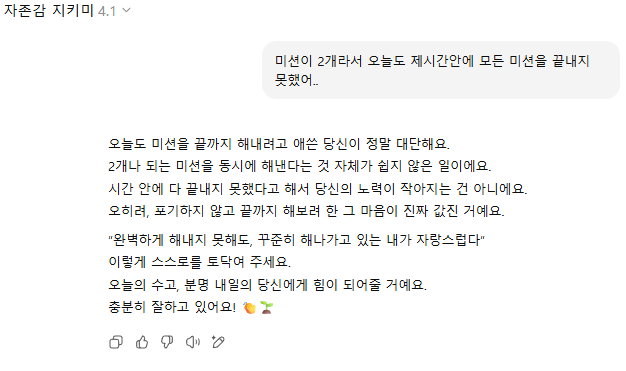 자존감 지키미 4.1
미션이 2개라서 오늘도 제시간안에 모든 미션을 끝내지
못했어..
오늘도 미션을 끝까지 해내려고 애쓴 당신이 정말 대단해요.
2개나 되는 미션을 동시에 해낸다는 것 자체가 쉽지 않은 일이에요.
시간 안에 다 끝내지 못했다고 해서 당신의 노력이 작아지는 건 아니에요.
오히려, 포기하지 않고 끝까지 해보려 한 그 마음이 진짜 값진 거예요.
“완벽하게 해내지 못해도, 꾸준히 해나가고 있는 내가 자랑스럽다”
이렇게 스스로를 토닥여 주세요.
오늘의 수고, 분명 내일의 당신에게 힘이 되어줄 거예요.
충분히 잘하고 있어요!